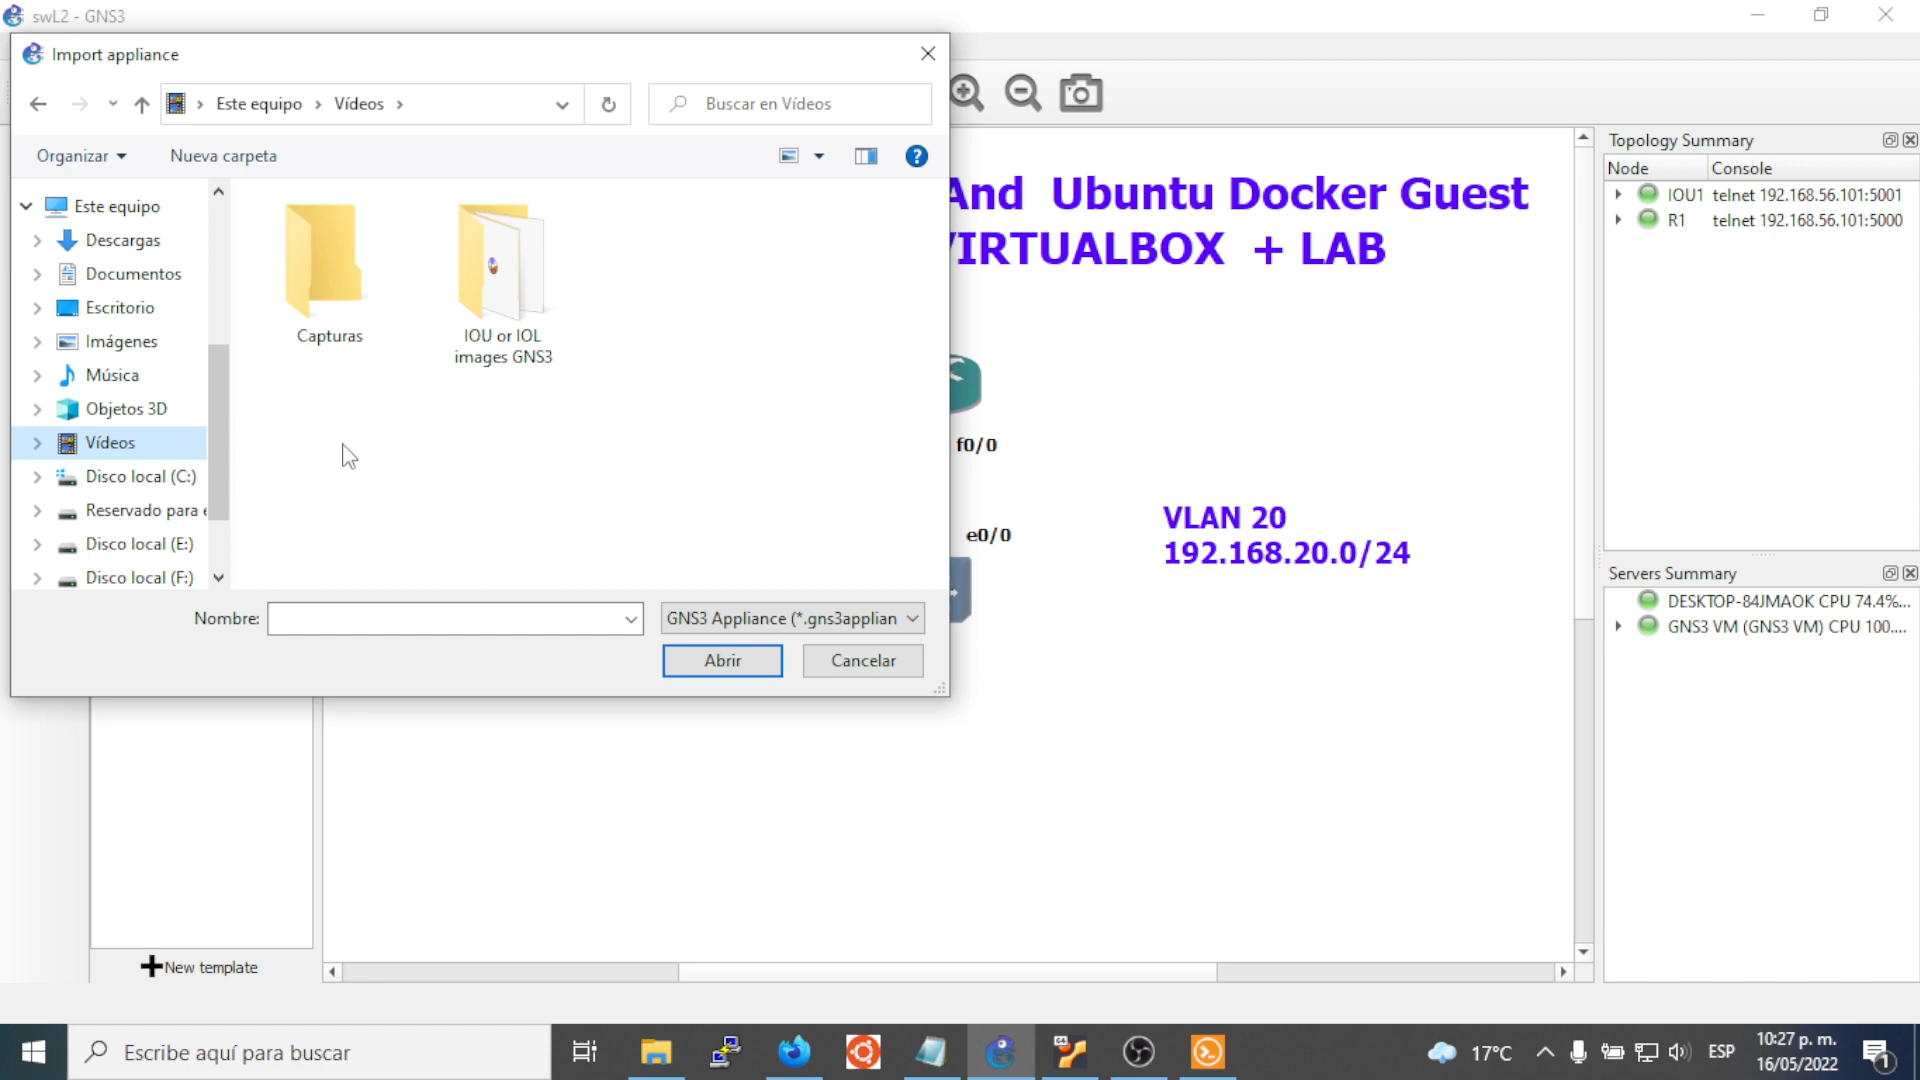 swL2 - GNS3
Import appliance
Este equipo
Vídeos
Buscar en Vídeos
Organizar
Nueva carpeta
Este equipo
Descargas
Documentos
Escritorio
Imágenes
Música
Objetos 3D
Vídeos
Disco local (C:)
Reservado para e
Disco local (E:)
Disco local (F:)
Capturas
IOU or IOL
images GNS3
Nombre:
GNS3 Appliance (*.gns3applian
Abrir
Cancelar
And Ubuntu Docker Guest
VIRTUALBOX + LAB
f0/0
e0/0
VLAN 20
192.168.20.0/24
Topology Summary
Node Console
IOU1 telnet 192.168.56.101:5001
R1 telnet 192.168.56.101:5000
Servers Summary
DESKTOP-84JMAOK CPU 74.4%...
GNS3 VM (GNS3 VM) CPU 100....
New template
Escribe aquí para buscar
17°C
ESP
10:27 p. m.
16/05/2022
1